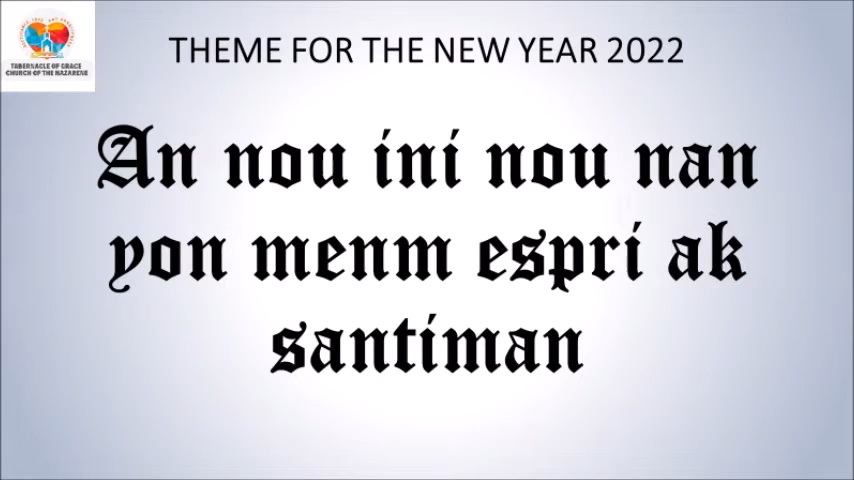 TABERNACLE OF GRACE
CHURCH OF THE NAZARENE
THEME FOR THE NEW YEAR 2022
An nou ini nou nan
yon menm espri ak
santiman